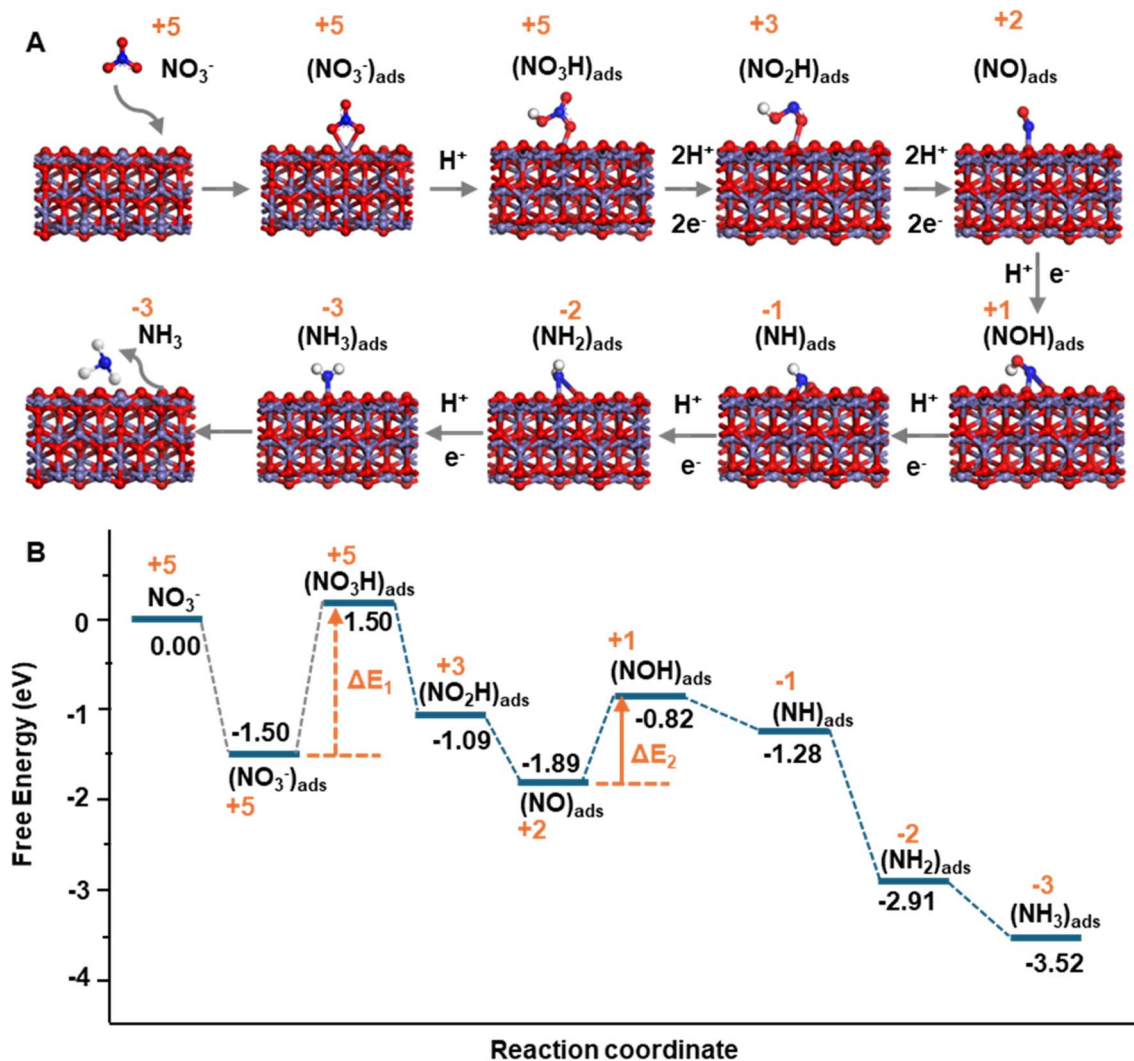 A
+5
+5
+5
+3
+2
NO₃⁻
(NO₃⁻)ads
(NO₃H)ads
(NO₂H)ads
(NO)ads
H⁺
2H⁺
2e⁻
2H⁺
2e⁻
H⁺ e⁻
-3
-3
-2
-1
+1
NH₃
(NH₃)ads
(NH₂)ads
(NH)ads
(NOH)ads
H⁺
e⁻
H⁺
e⁻
H⁺
e⁻
B
Free Energy (eV)
0
-1
-2
-3
-4
+5
NO₃⁻
0.00
-1.50
(NO₃⁻)ads
+5
+5
(NO₃H)ads
1.50
ΔE₁
+3
(NO₂H)ads
-1.09
-1.89
(NO)ads
+2
+1
(NOH)ads
-0.82
ΔE₂
-1
(NH)ads
-1.28
-2
(NH₂)ads
-2.91
-3
(NH₃)ads
-3.52
Reaction coordinate